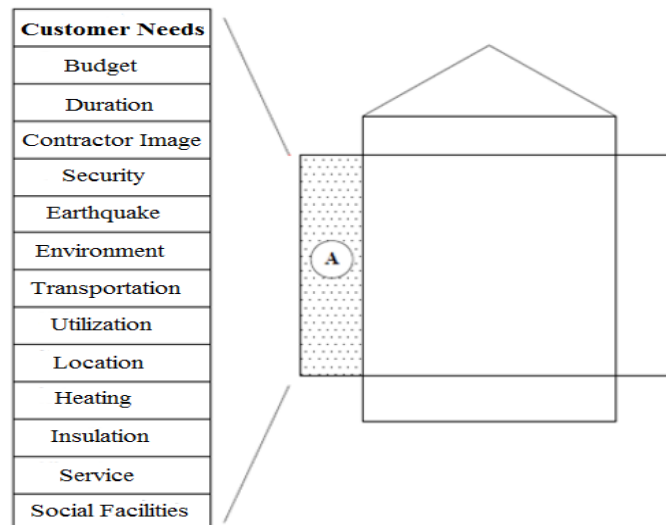 Customer Needs
Budget
Duration
Contractor Image
Security
Earthquake
Environment
Transportation
Utilization
Location
Heating
Insulation
Service
Social Facilities
A